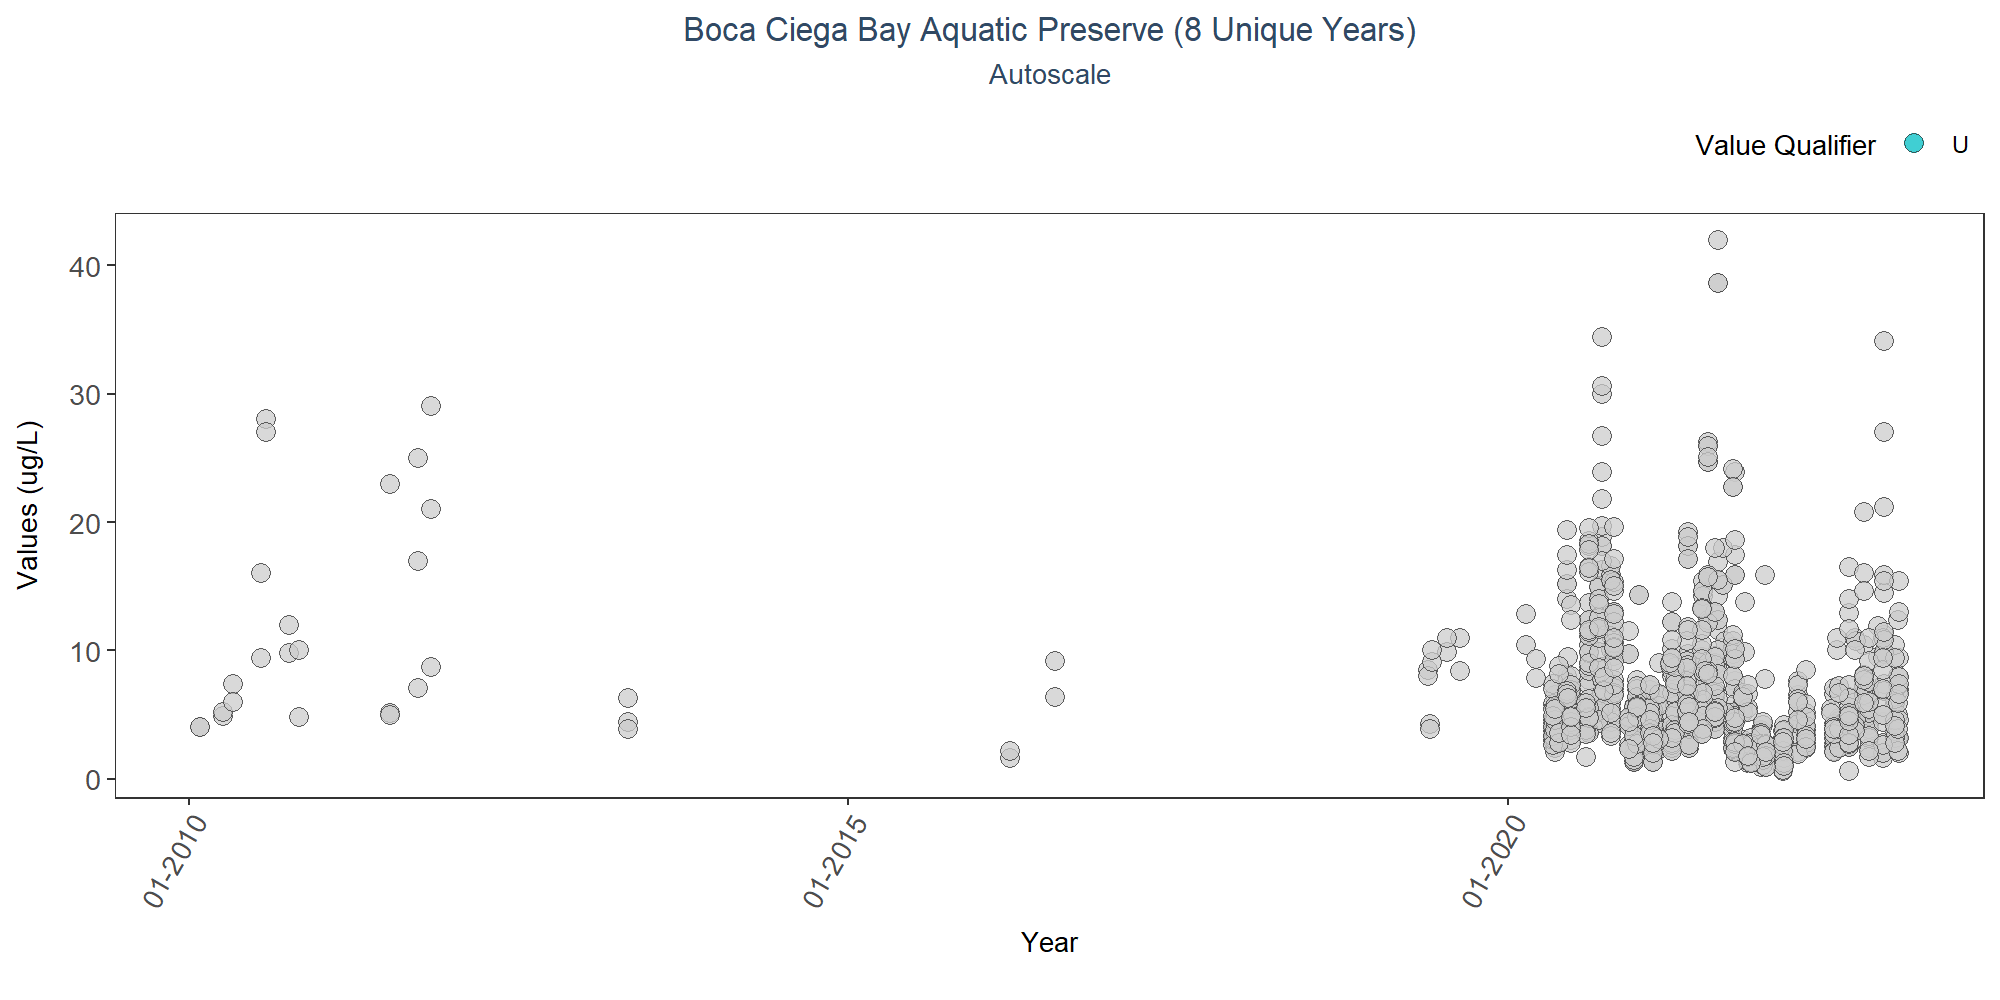 Boca Ciega Bay Aquatic Preserve (8 Unique Years)
Autoscale
Value Qualifier U
Values (ug/L)
40
30
20
10
0
01-2010 01-2015 01-2020
Year